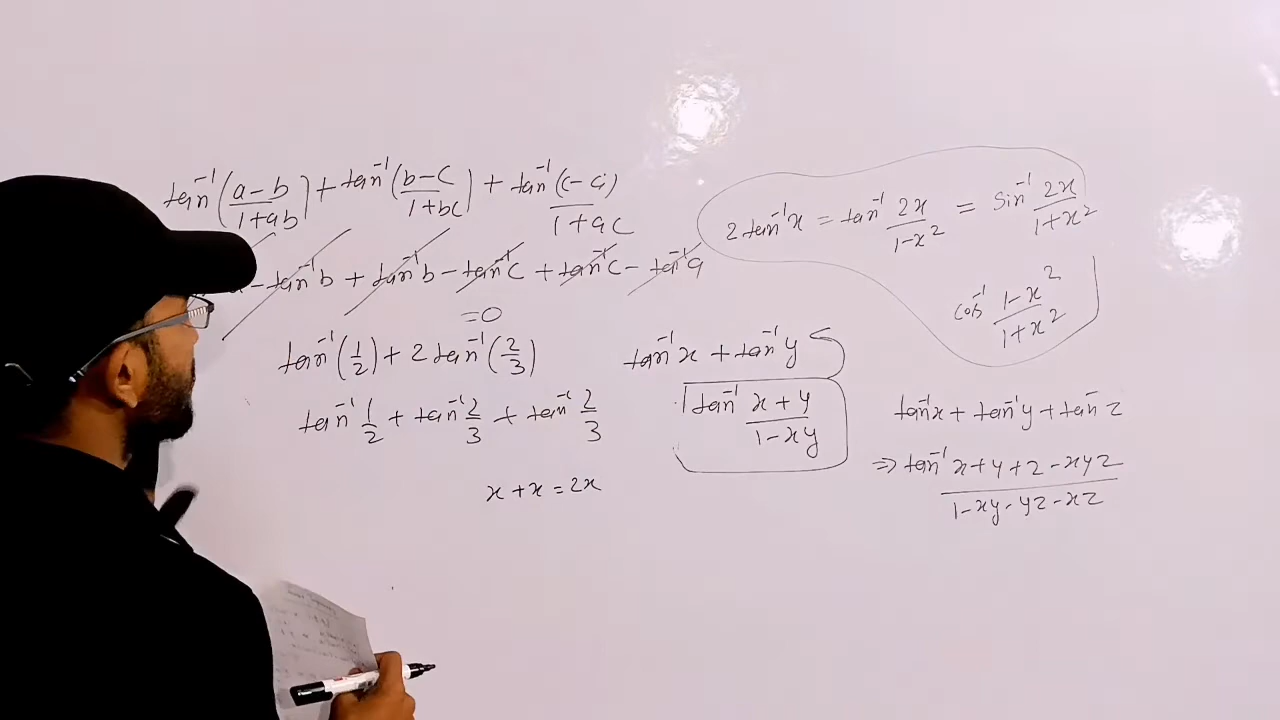 tan⁻¹(a-b/1+ab) + tan⁻¹(b-c/1+bc) + tan⁻¹(c-a)/1+ac
- tan⁻¹b + tan⁻¹b - tan⁻¹c + tan⁻¹c - tan⁻¹a
=0
tan⁻¹(1/2) + 2 tan⁻¹(2/3)
tan⁻¹ 1/2 + tan⁻¹ 2/3 + tan⁻¹ 2/3
x + x = 2x
tan⁻¹x + tan⁻¹y
tan⁻¹ x+y/1-xy
2 tan⁻¹x = tan⁻¹ 2x/1-x² = Sin⁻¹ 2x/1+x²
cos⁻¹ 1-x²/1+x²
tan⁻¹x + tan⁻¹y + tan⁻z
⇒ tan⁻¹ x+y+z-xyz/1-xy-yz-xz